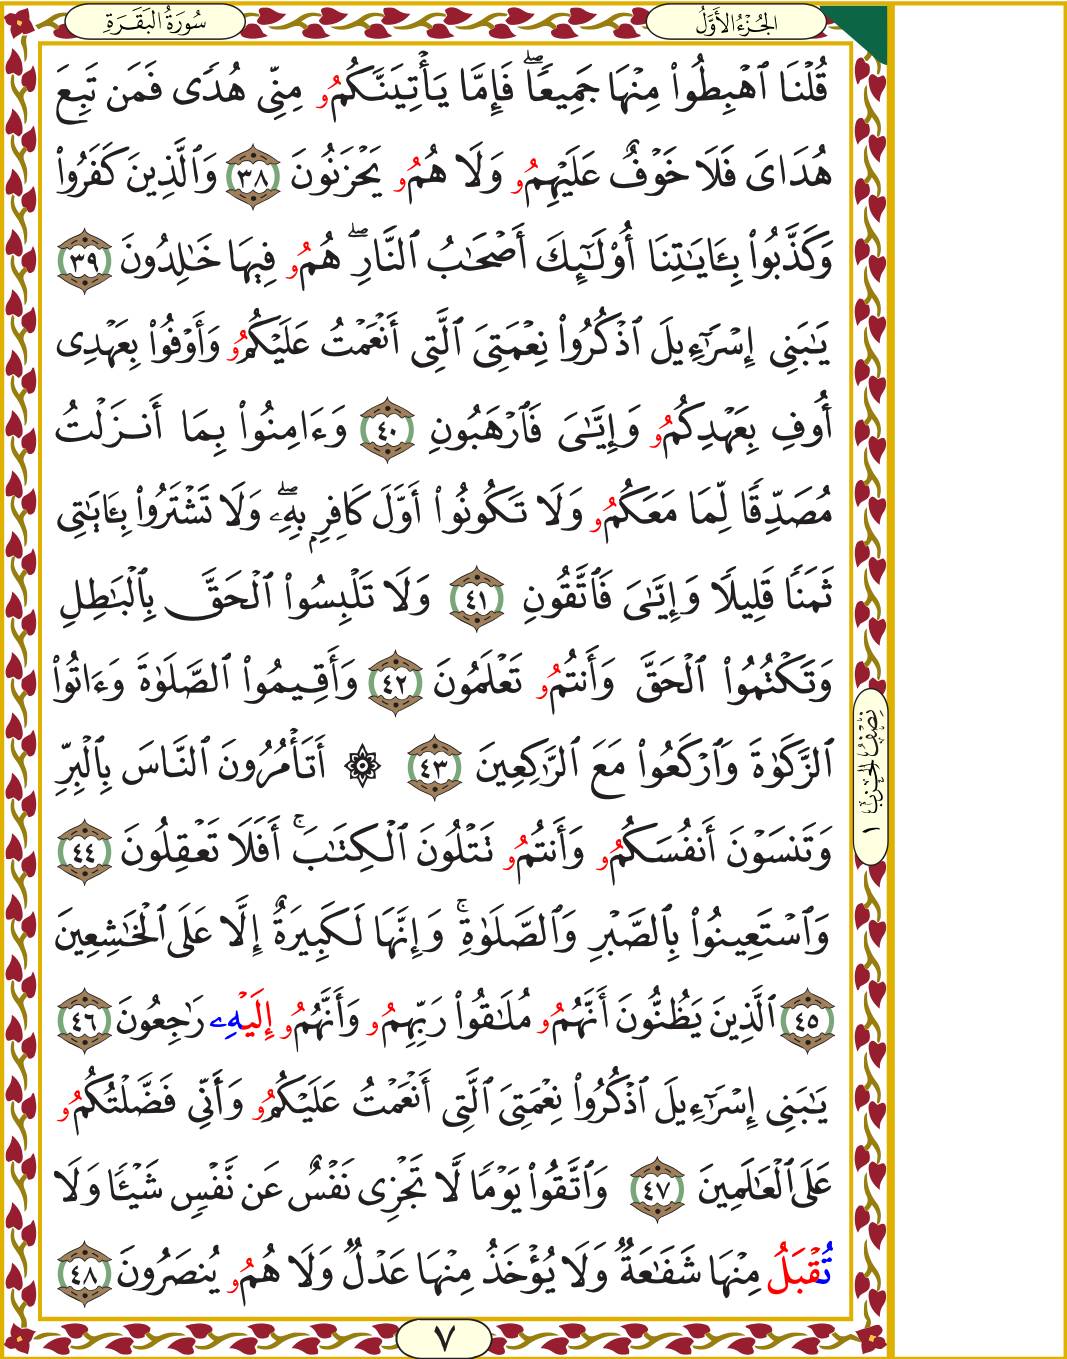 سُورَةُ البَقَرَةِ
الجُزْءُ الأَوَّلُ
قُلْنَا ٱهْبِطُوا۟ مِنْهَا جَمِيعًاۖ فَإِمَّا يَأْتِيَنَّكُمُۥ مِنِّى هُدًى فَمَن تَبِعَ
هُدَاىَ فَلَا خَوْفٌ عَلَيْهِمُۥ وَلَا هُمُۥ يَحْزَنُونَ ٣٨ وَٱلَّذِينَ كَفَرُوا۟
وَكَذَّبُوا۟ بِـَٔايَـٰتِنَا أُو۟لَـٰٓئِكَ أَصْحَـٰبُ ٱلنَّارِۖ هُمُۥ فِيهَا خَـٰلِدُونَ ٣٩
يَـٰبَنِى إِسْرَٰٓءِيلَ ٱذْكُرُوا۟ نِعْمَتِىَ ٱلَّتِى أَنْعَمْتُ عَلَيْكُمُۥ وَأَوْفُوا۟ بِعَهْدِى
أُوفِ بِعَهْدِكُمُۥ وَإِيَّـٰىَ فَٱرْهَبُونِ ٤٠ وَءَامِنُوا۟ بِمَا أَنزَلْتُ
مُصَدِّقًا لِّمَا مَعَكُمُۥ وَلَا تَكُونُوا۟ أَوَّلَ كَافِرٍۭ بِهِۦۖ وَلَا تَشْتَرُوا۟ بِـَٔايَـٰتِى
ثَمَنًا قَلِيلًا وَإِيَّـٰىَ فَٱتَّقُونِ ٤١ وَلَا تَلْبِسُوا۟ ٱلْحَقَّ بِٱلْبَـٰطِلِ
وَتَكْتُمُوا۟ ٱلْحَقَّ وَأَنتُمُۥ تَعْلَمُونَ ٤٢ وَأَقِيمُوا۟ ٱلصَّلَوٰةَ وَءَاتُوا۟
ٱلزَّكَوٰةَ وَٱرْكَعُوا۟ مَعَ ٱلرَّٰكِعِينَ ٤٣ ۞ أَتَأْمُرُونَ ٱلنَّاسَ بِٱلْبِرِّ
وَتَنسَوْنَ أَنفُسَكُمُۥ وَأَنتُمُۥ تَتْلُونَ ٱلْكِتَـٰبَۚ أَفَلَا تَعْقِلُونَ ٤٤
وَٱسْتَعِينُوا۟ بِٱلصَّبْرِ وَٱلصَّلَوٰةِۚ وَإِنَّهَا لَكَبِيرَةٌ إِلَّا عَلَى ٱلْخَـٰشِعِينَ
٤٥ ٱلَّذِينَ يَظُنُّونَ أَنَّهُمُۥ مُلَـٰقُوا۟ رَبِّهِمُۥ وَأَنَّهُمُۥ إِلَيْهِۦ رَٰجِعُونَ ٤٦
يَـٰبَنِى إِسْرَٰٓءِيلَ ٱذْكُرُوا۟ نِعْمَتِىَ ٱلَّتِى أَنْعَمْتُ عَلَيْكُمُۥ وَأَنِّى فَضَّلْتُكُمُۥ
عَلَى ٱلْعَـٰلَمِينَ ٤٧ وَٱتَّقُوا۟ يَوْمًا لَّا تَجْزِى نَفْسٌ عَن نَّفْسٍ شَيْـًٔا وَلَا
تُقْبَلُ مِنْهَا شَفَـٰعَةٌ وَلَا يُؤْخَذُ مِنْهَا عَدْلٌ وَلَا هُمُۥ يُنصَرُونَ ٤٨
نِصْفُ الحِزْبِ ١
٧